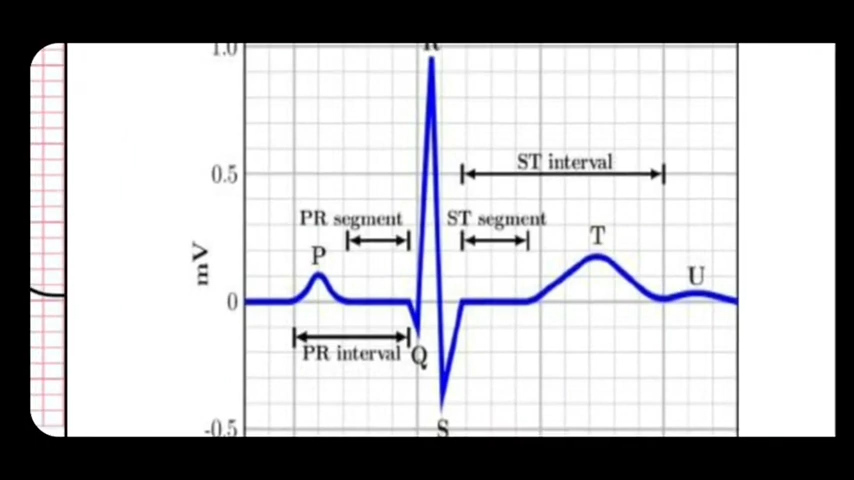 1.0
R
0.5
ST interval
PR segment
ST segment
P
T
U
mV
0
PR interval
Q
S
-0.5